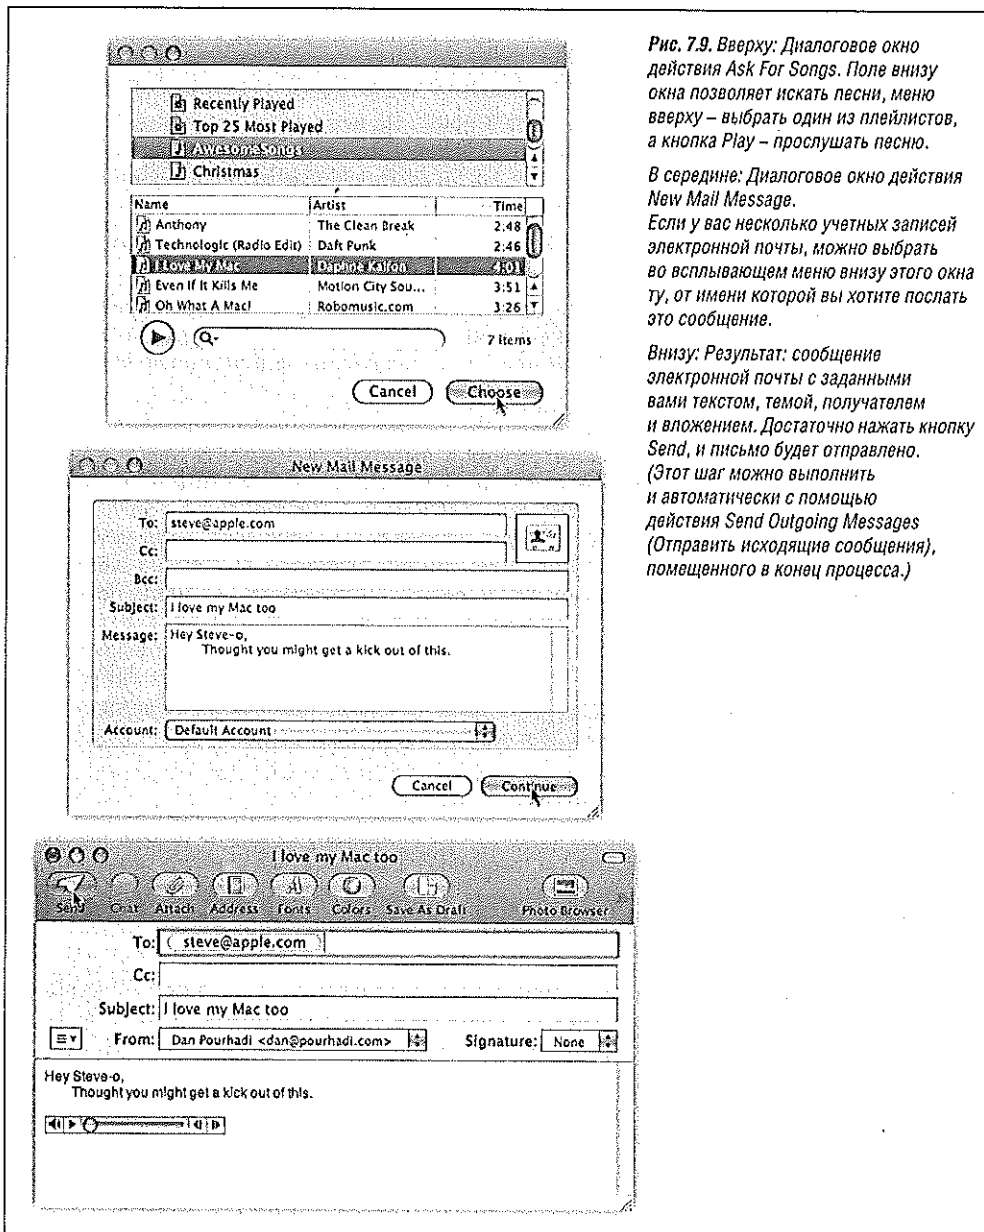 Recently Played
Top 25 Most Played
AwesomeSongs
Christmas
Name Artist Time
Anthony The Clean Break 2:48
Technologic (Radio Edit) Daft Punk 2:46
I Love My Mac Daphne Kalfon 4:01
Even If It Kills Me Motion City Sou... 3:51
Oh What A Mac! Robomusic.com 3:26
7 items
Cancel Choose
New Mail Message
To: steve@apple.com
Cc:
Bcc:
Subject: I love my Mac too
Message: Hey Steve-o,
Thought you might get a kick out of this.
Account: Default Account
Cancel Continue
I love my Mac too
Send Chat Attach Address Fonts Colors Save As Draft Photo Browser
To: steve@apple.com
Cc:
Subject: I love my Mac too
From: Dan Pourhadi <dan@pourhadi.com> Signature: None
Hey Steve-o,
Thought you might get a kick out of this.
Рис. 7.9. Вверху: Диалоговое окно
действия Ask For Songs. Поле внизу
окна позволяет искать песни, меню
вверху – выбрать один из плейлистов,
а кнопка Play – прослушать песню.
В середине: Диалоговое окно действия
New Mail Message.
Если у вас несколько учетных записей
электронной почты, можно выбрать
во всплывающем меню внизу этого окна
ту, от имени которой вы хотите послать
это сообщение.
Внизу: Результат: сообщение
электронной почты с заданными
вами текстом, темой, получателем
и вложением. Достаточно нажать кнопку
Send, и письмо будет отправлено.
(Этот шаг можно выполнить
и автоматически с помощью
действия Send Outgoing Messages
(Отправить исходящие сообщения),
помещенного в конец процесса.)